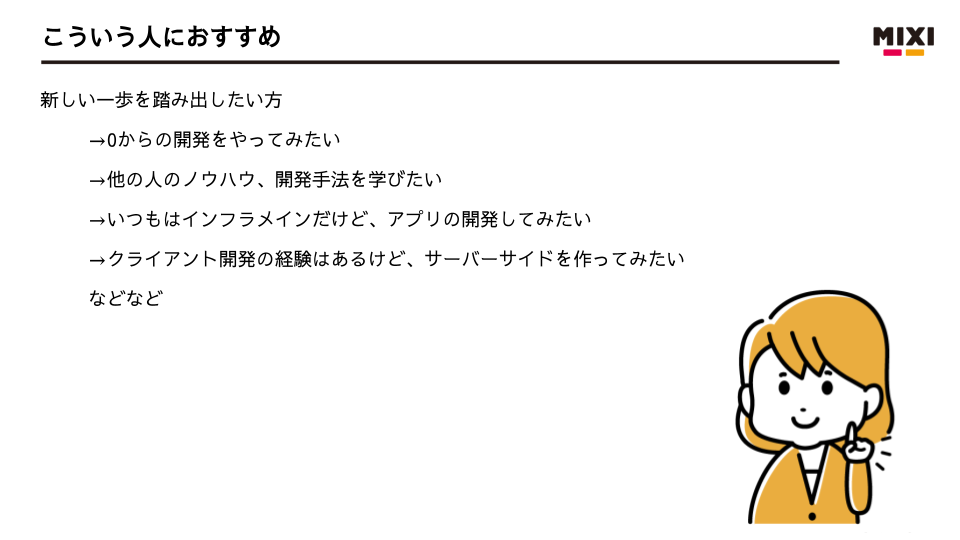 こういう人におすすめ
MIXI
新しい一歩を踏み出したい方
→0からの開発をやってみたい
→他の人のノウハウ、開発手法を学びたい
→いつもはインフラメインだけど、アプリの開発してみたい
→クライアント開発の経験はあるけど、サーバーサイドを作ってみたい
などなど